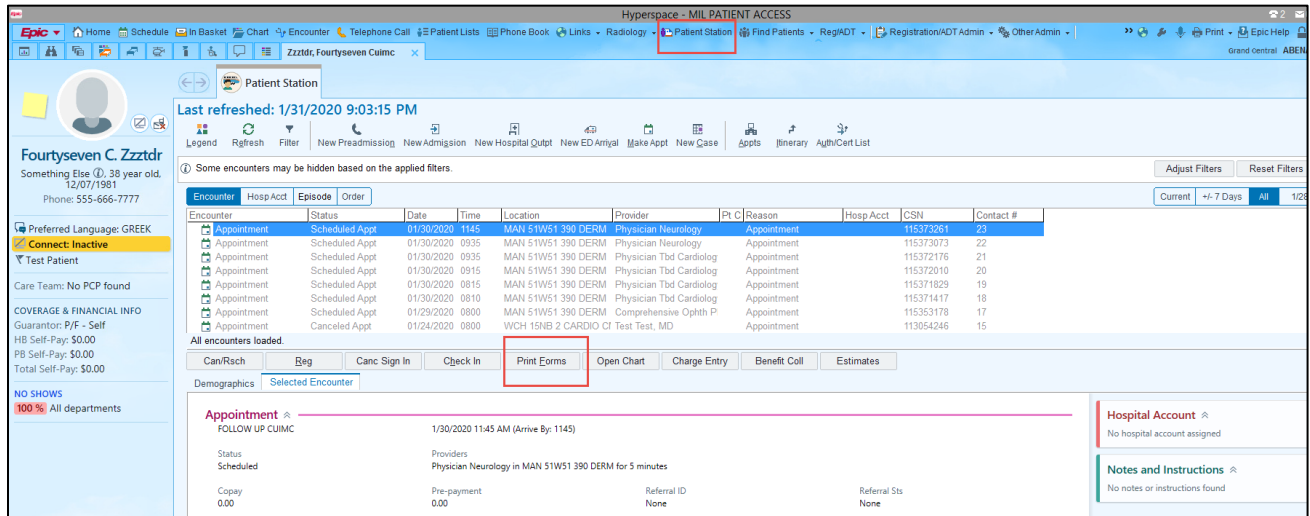 Epic
Hyperspace - MIL PATIENT ACCESS
2
Epic Home Schedule In Basket Chart Encounter Telephone Call Patient Lists Phone Book Links Radiology Patient Station Find Patients Reg/ADT Registration/ADT Admin Other Admin Print Epic Help
Zzztdr, Fourtyseven Cuimc
Grand Central ABENA
Patient Station
Last refreshed: 1/31/2020 9:03:15 PM
Legend Refresh Filter New Preadmission New Admission New Hospital Outpt New ED Arrival Make Appt New Case Appts Itinerary Auth/Cert List
Some encounters may be hidden based on the applied filters.
Adjust Filters Reset Filters
Encounter Hosp Acct Episode Order
Current +/- 7 Days All 1/28
Encounter Status Date Time Location Provider Pt C Reason Hosp Acct CSN Contact #
Appointment Scheduled Appt 01/30/2020 1145 MAN 51W51 390 DERM Physician Neurology Appointment 115373261 23
Appointment Scheduled Appt 01/30/2020 0935 MAN 51W51 390 DERM Physician Neurology Appointment 115373073 22
Appointment Scheduled Appt 01/30/2020 0935 MAN 51W51 390 DERM Physician Tbd Cardiolog Appointment 115372176 21
Appointment Scheduled Appt 01/30/2020 0915 MAN 51W51 390 DERM Physician Tbd Cardiolog Appointment 115372010 20
Appointment Scheduled Appt 01/30/2020 0815 MAN 51W51 390 DERM Physician Tbd Cardiolog Appointment 115371829 19
Appointment Scheduled Appt 01/30/2020 0810 MAN 51W51 390 DERM Physician Tbd Cardiolog Appointment 115371417 18
Appointment Scheduled Appt 01/29/2020 0800 MAN 51W51 390 DERM Comprehensive Ophth P Appointment 115353178 17
Appointment Canceled Appt 01/24/2020 0800 WCH 15NB 2 CARDIO CI Test Test, MD Appointment 113054246 15
All encounters loaded.
Can/Rsch Reg Canc Sign In Check In Print Forms Open Chart Charge Entry Benefit Coll Estimates
Demographics Selected Encounter
Fourtyseven C. Zzztdr
Something Else, 38 year old,
12/07/1981
Phone: 555-666-7777
Preferred Language: GREEK
Connect: Inactive
Test Patient
Care Team: No PCP found
COVERAGE & FINANCIAL INFO
Guarantor: P/F - Self
HB Self-Pay: $0.00
PB Self-Pay: $0.00
Total Self-Pay: $0.00
NO SHOWS
100 % All departments
Appointment
FOLLOW UP CUIMC 1/30/2020 11:45 AM (Arrive By: 1145)
Status Providers
Scheduled Physician Neurology in MAN 51W51 390 DERM for 5 minutes
Copay Pre-payment Referral ID Referral Sts
0.00 0.00 None None
Hospital Account
No hospital account assigned
Notes and Instructions
No notes or instructions found